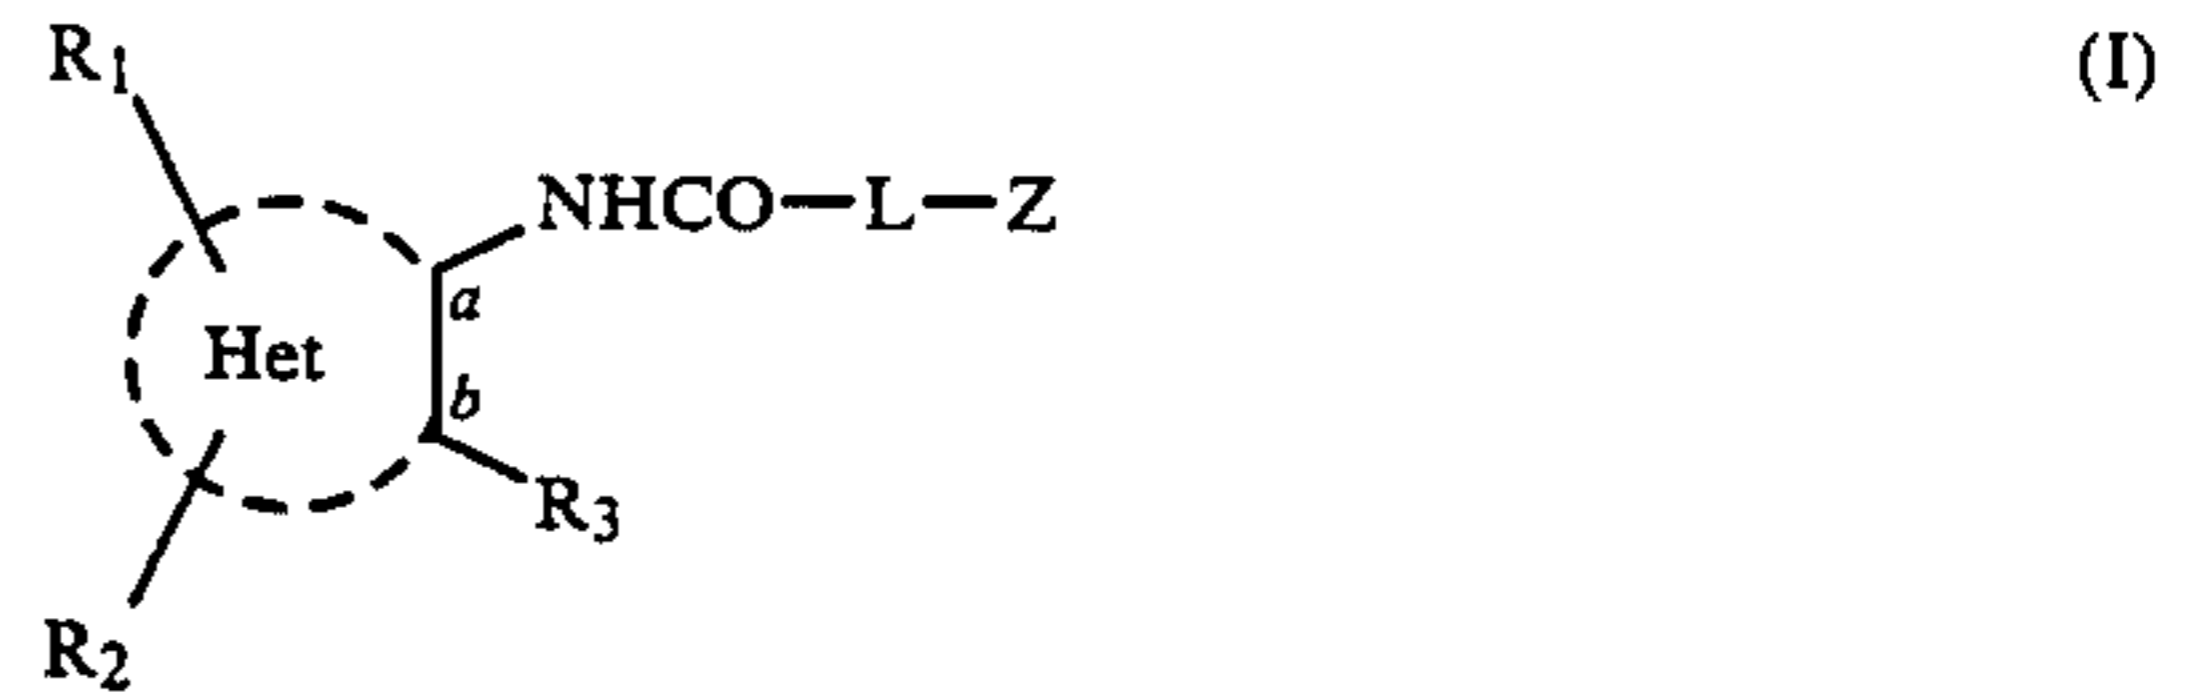 R1 (I)
NHCO—L—Z
a
Het
b
R3
R2